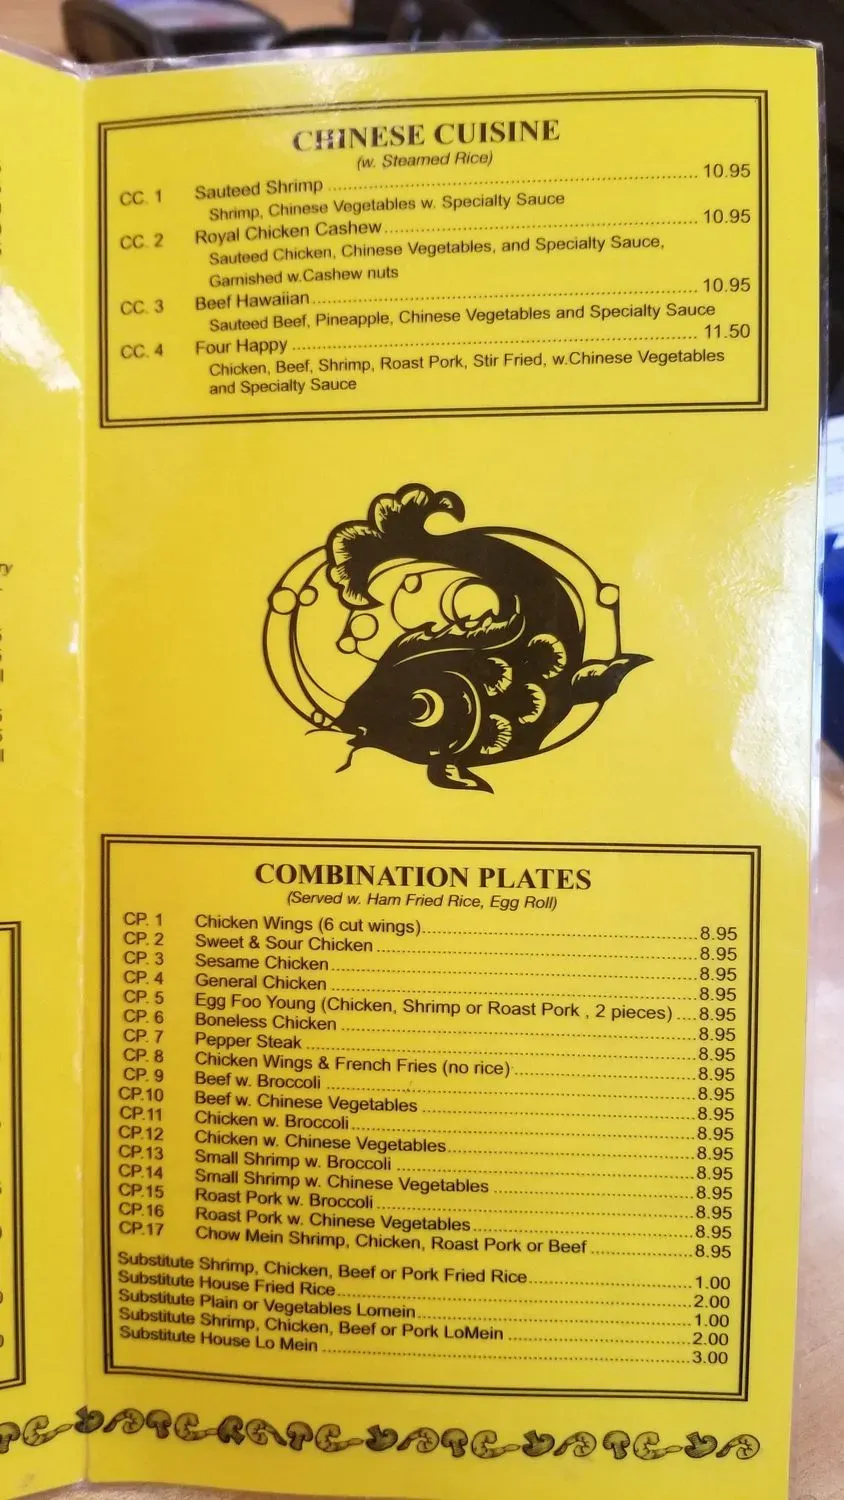 CHINESE CUISINE
(w. Steamed Rice)
CC. 1 Sauteed Shrimp 10.95
Shrimp, Chinese Vegetables w. Specialty Sauce
CC. 2 Royal Chicken Cashew 10.95
Sauteed Chicken, Chinese Vegetables, and Specialty Sauce,
Garnished w.Cashew nuts
CC. 3 Beef Hawaiian 10.95
Sauteed Beef, Pineapple, Chinese Vegetables and Specialty Sauce
CC. 4 Four Happy 11.50
Chicken, Beef, Shrimp, Roast Pork, Stir Fried, w.Chinese Vegetables
and Specialty Sauce
COMBINATION PLATES
(Served w. Ham Fried Rice, Egg Roll)
CP. 1 Chicken Wings (6 cut wings) 8.95
CP. 2 Sweet & Sour Chicken 8.95
CP. 3 Sesame Chicken 8.95
CP. 4 General Chicken 8.95
CP. 5 Egg Foo Young (Chicken, Shrimp or Roast Pork , 2 pieces) 8.95
CP. 6 Boneless Chicken 8.95
CP. 7 Pepper Steak 8.95
CP. 8 Chicken Wings & French Fries (no rice) 8.95
CP. 9 Beef w. Broccoli 8.95
CP.10 Beef w. Chinese Vegetables 8.95
CP.11 Chicken w. Broccoli 8.95
CP.12 Chicken w. Chinese Vegetables 8.95
CP.13 Small Shrimp w. Broccoli 8.95
CP.14 Small Shrimp w. Chinese Vegetables 8.95
CP.15 Roast Pork w. Broccoli 8.95
CP.16 Roast Pork w. Chinese Vegetables 8.95
CP.17 Chow Mein Shrimp, Chicken, Roast Pork or Beef 8.95
Substitute Shrimp, Chicken, Beef or Pork Fried Rice 1.00
Substitute House Fried Rice 2.00
Substitute Plain or Vegetables Lomein 1.00
Substitute Shrimp, Chicken, Beef or Pork LoMein 2.00
Substitute House Lo Mein 3.00